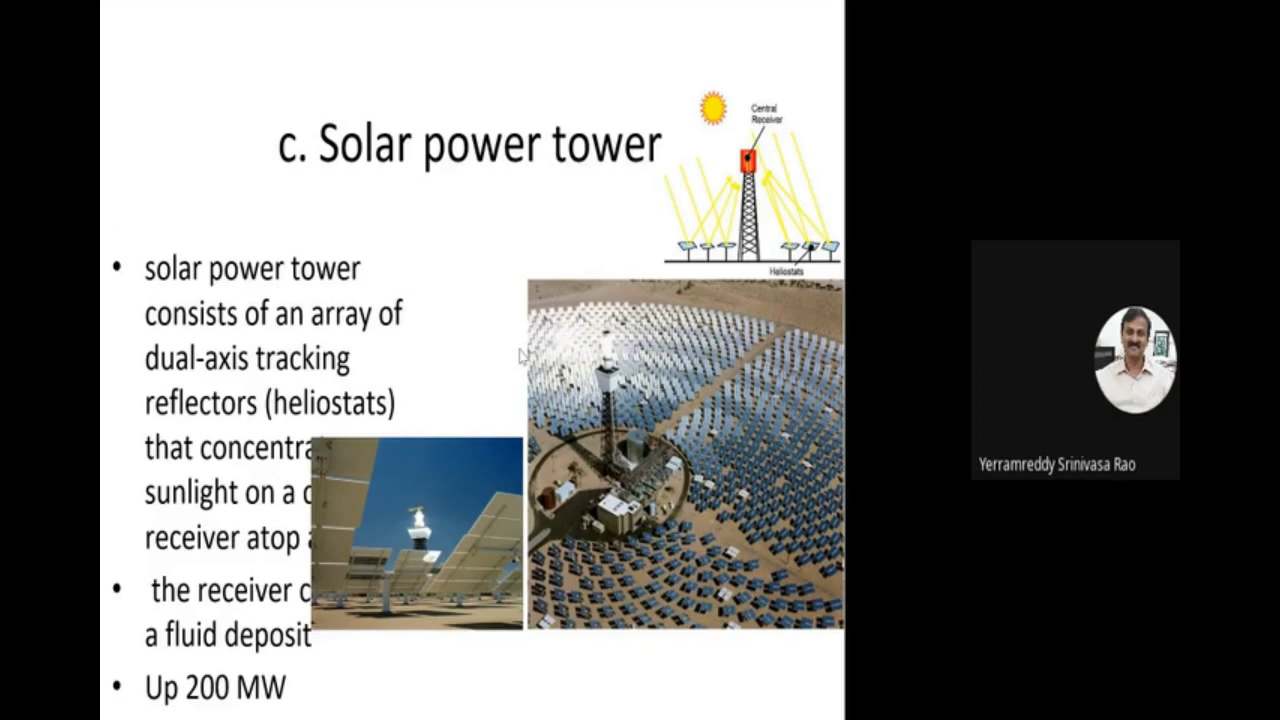 c. Solar power tower
Central
Receiver
Heliostats
• solar power tower
consists of an array of
dual-axis tracking
reflectors (heliostats)
that concentra
sunlight on a c
receiver atop a
• the receiver c
a fluid deposit
• Up 200 MW
Yerramreddy Srinivasa Rao